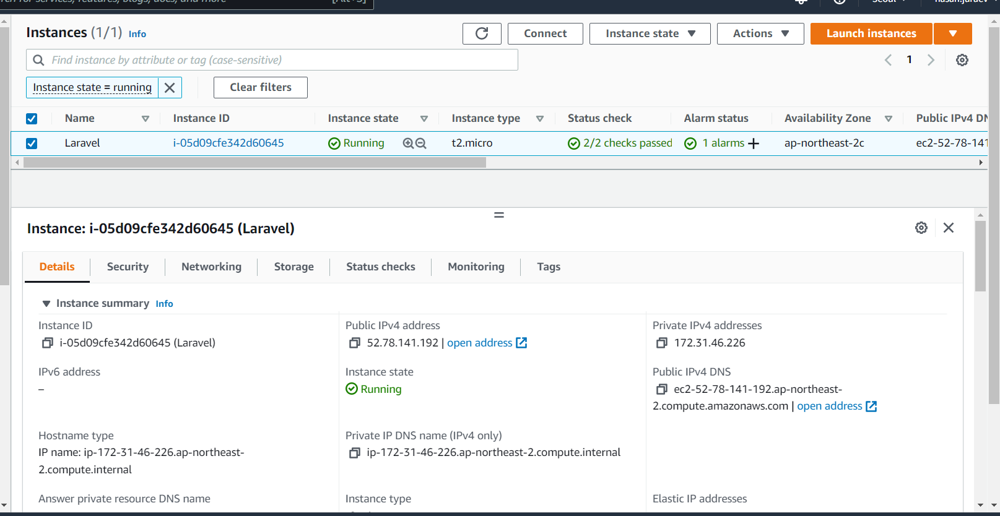 [Alt+S]
Seoul
Instances (1/1) Info
Connect
Instance state
Actions
Launch instances
Find instance by attribute or tag (case-sensitive)
1
Instance state = running
Clear filters
Name Instance ID Instance state Instance type Status check Alarm status Availability Zone Public IPv4 DN
Laravel i-05d09cfe342d60645 Running t2.micro 2/2 checks passed 1 alarms ap-northeast-2c ec2-52-78-141
Instance: i-05d09cfe342d60645 (Laravel)
Details Security Networking Storage Status checks Monitoring Tags
Instance summary Info
Instance ID
i-05d09cfe342d60645 (Laravel)
Public IPv4 address
52.78.141.192 | open address
Private IPv4 addresses
172.31.46.226
IPv6 address
–
Instance state
Running
Public IPv4 DNS
ec2-52-78-141-192.ap-northeast-
2.compute.amazonaws.com | open address
Hostname type
IP name: ip-172-31-46-226.ap-northeast-
2.compute.internal
Private IP DNS name (IPv4 only)
ip-172-31-46-226.ap-northeast-2.compute.internal
Answer private resource DNS name
Instance type
Elastic IP addresses